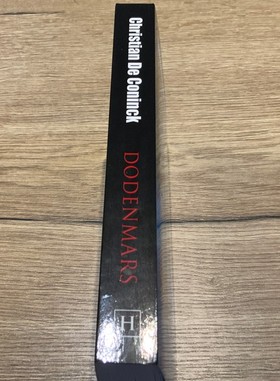 Christian De Coninck
DODENMARS
H